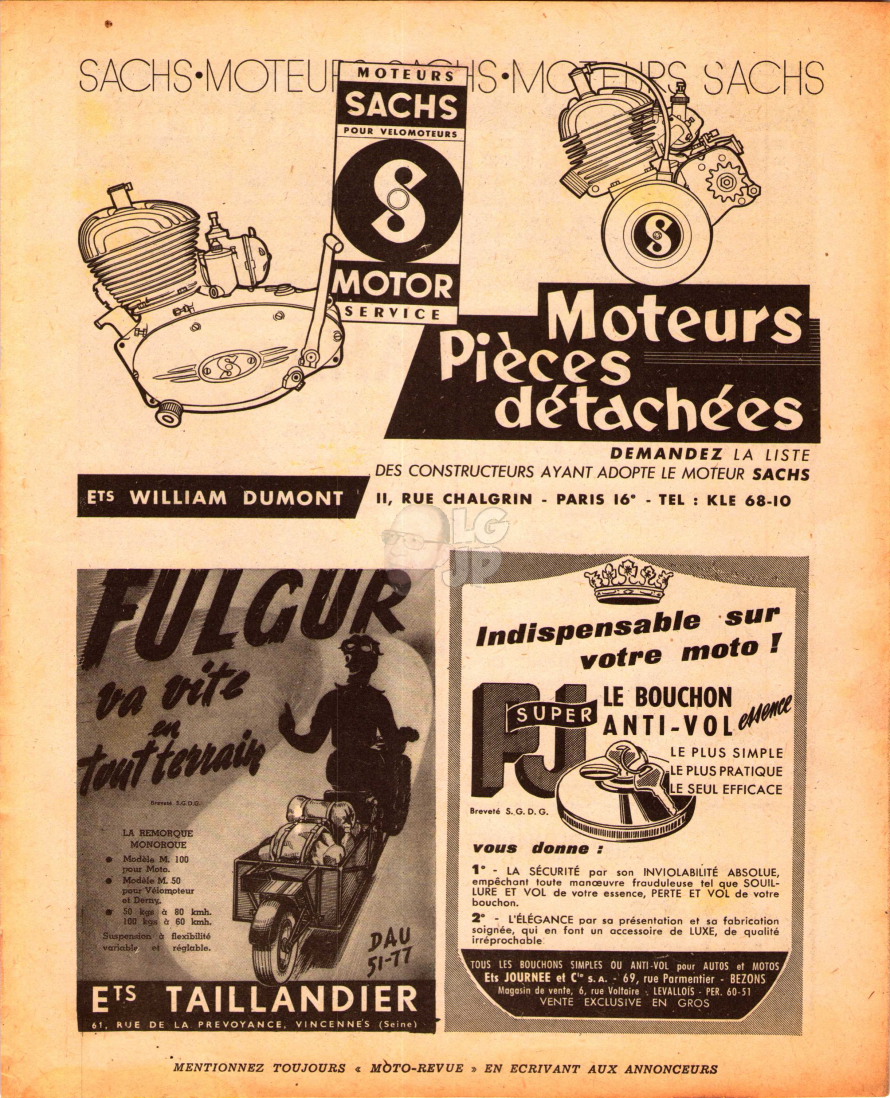 SACHS•MOTEURS SACHS•MOTEURS SACHS
MOTEURS
SACHS
POUR VELOMOTEURS
S
MOTOR
SERVICE
S
S
Moteurs
Pièces
détachées
DEMANDEZ LA LISTE
DES CONSTRUCTEURS AYANT ADOPTE LE MOTEUR SACHS
ETS WILLIAM DUMONT
11, RUE CHALGRIN - PARIS 16e - TEL : KLE 68-10
LG
JP
FULGUR
va vite
en
tout terrain
Breveté S.G.D.G.
LA REMORQUE
MONOROUE
● Modèle M. 100
pour Moto.
● Modèle M. 50
pour Vélomoteur
et Derny.
● 50 kgs à 80 kmh.
100 kgs à 60 kmh.
Suspension à flexibilité
variable et réglable.
DAU
51-77
ETS TAILLANDIER
61, RUE DE LA PREVOYANCE, VINCENNES (Seine)
Indispensable sur
votre moto !
PJ
SUPER
LE BOUCHON
ANTI-VOL essence
LE PLUS SIMPLE
LE PLUS PRATIQUE
LE SEUL EFFICACE
Breveté S. G. D. G.
vous donne :
1° - LA SÉCURITÉ par son INVIOLABILITÉ ABSOLUE,
empêchant toute manœuvre frauduleuse tel que SOUIL-
LURE ET VOL de votre essence, PERTE ET VOL de votre
bouchon.
2° - L'ÉLÉGANCE par sa présentation et sa fabrication
soignée, qui en font un accessoire de LUXE, de qualité
irréprochable
TOUS LES BOUCHONS SIMPLES OU ANTI-VOL pour AUTOS et MOTOS
Ets JOURNEE et Cie S.A. - 69, rue Parmentier - BEZONS
Magasin de vente, 6, rue Voltaire - LEVALLOIS - PER. 60-51
VENTE EXCLUSIVE EN GROS
MENTIONNEZ TOUJOURS « MOTO-REVUE » EN ECRIVANT AUX ANNONCEURS